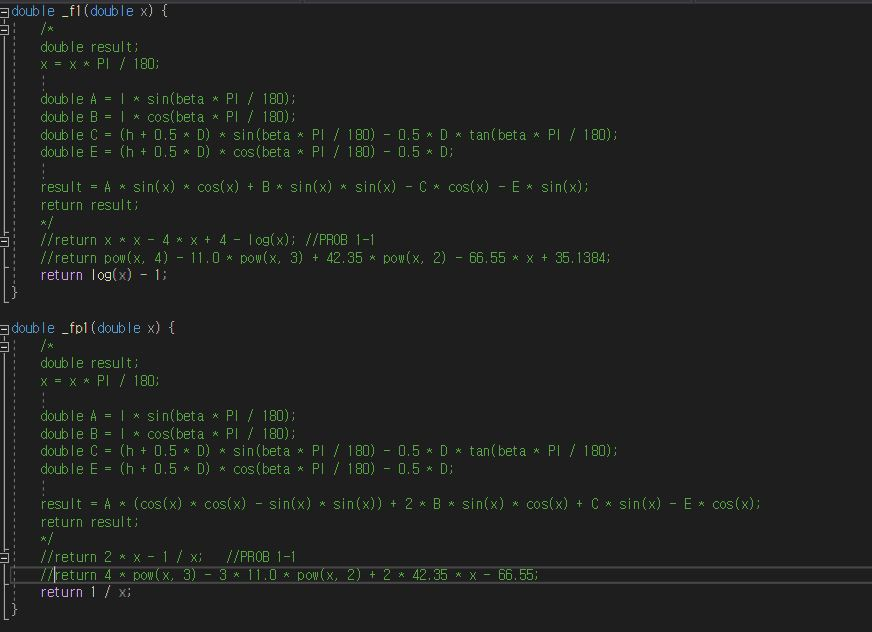 double _f1(double x) {
/*
double result;
x = x * PI / 180;
double A = l * sin(beta * PI / 180);
double B = l * cos(beta * PI / 180);
double C = (h + 0.5 * D) * sin(beta * PI / 180) - 0.5 * D * tan(beta * PI / 180);
double E = (h + 0.5 * D) * cos(beta * PI / 180) - 0.5 * D;
result = A * sin(x) * cos(x) + B * sin(x) * sin(x) - C * cos(x) - E * sin(x);
return result;
*/
//return x * x - 4 * x + 4 - log(x); //PROB 1-1
//return pow(x, 4) - 11.0 * pow(x, 3) + 42.35 * pow(x, 2) - 66.55 * x + 35.1384;
return log(x) - 1;
}
double _fp1(double x) {
/*
double result;
x = x * PI / 180;
double A = l * sin(beta * PI / 180);
double B = l * cos(beta * PI / 180);
double C = (h + 0.5 * D) * sin(beta * PI / 180) - 0.5 * D * tan(beta * PI / 180);
double E = (h + 0.5 * D) * cos(beta * PI / 180) - 0.5 * D;
result = A * (cos(x) * cos(x) - sin(x) * sin(x)) + 2 * B * sin(x) * cos(x) + C * sin(x) - E * cos(x);
return result;
*/
//return 2 * x - 1 / x;   //PROB 1-1
//return 4 * pow(x, 3) - 3 * 11.0 * pow(x, 2) + 2 * 42.35 * x - 66.55;
return 1 / x;
}